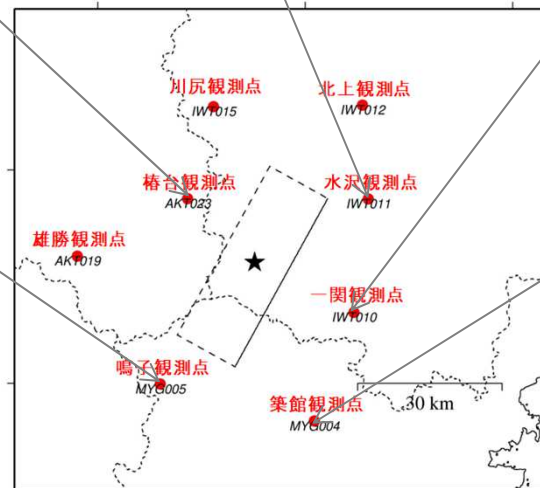 川尻観測点
IWT015
北上観測点
IWT012
椿台観測点
AKT023
水沢観測点
IWT011
雄勝観測点
AKT019
一関観測点
IWT010
鳴子観測点
MYG005
築館観測点
MYG004
30 km